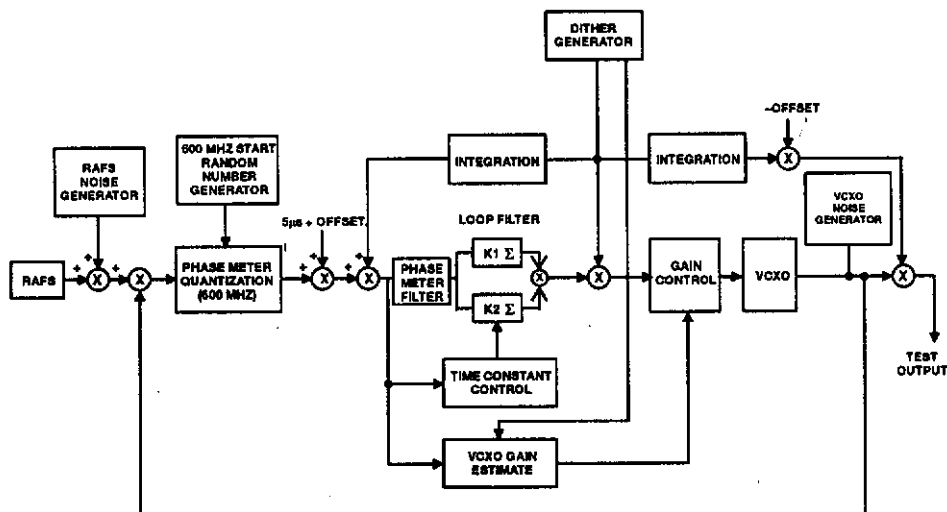 DITHER
GENERATOR
-OFFSET
RAFS
NOISE
GENERATOR
600 MHZ START
RANDOM
NUMBER
GENERATOR
INTEGRATION
INTEGRATION
VCXO
NOISE
GENERATOR
5µs + OFFSET
LOOP FILTER
RAFS
+
+
+
X
+
X
PHASE METER
QUANTIZATION
(600 MHZ)
+
+
X
+
+
X
PHASE
METER
FILTER
K1 Σ
K2 Σ
X
X
GAIN
CONTROL
VCXO
X
X
TIME CONSTANT
CONTROL
TEST
OUTPUT
VCXO GAIN
ESTIMATE